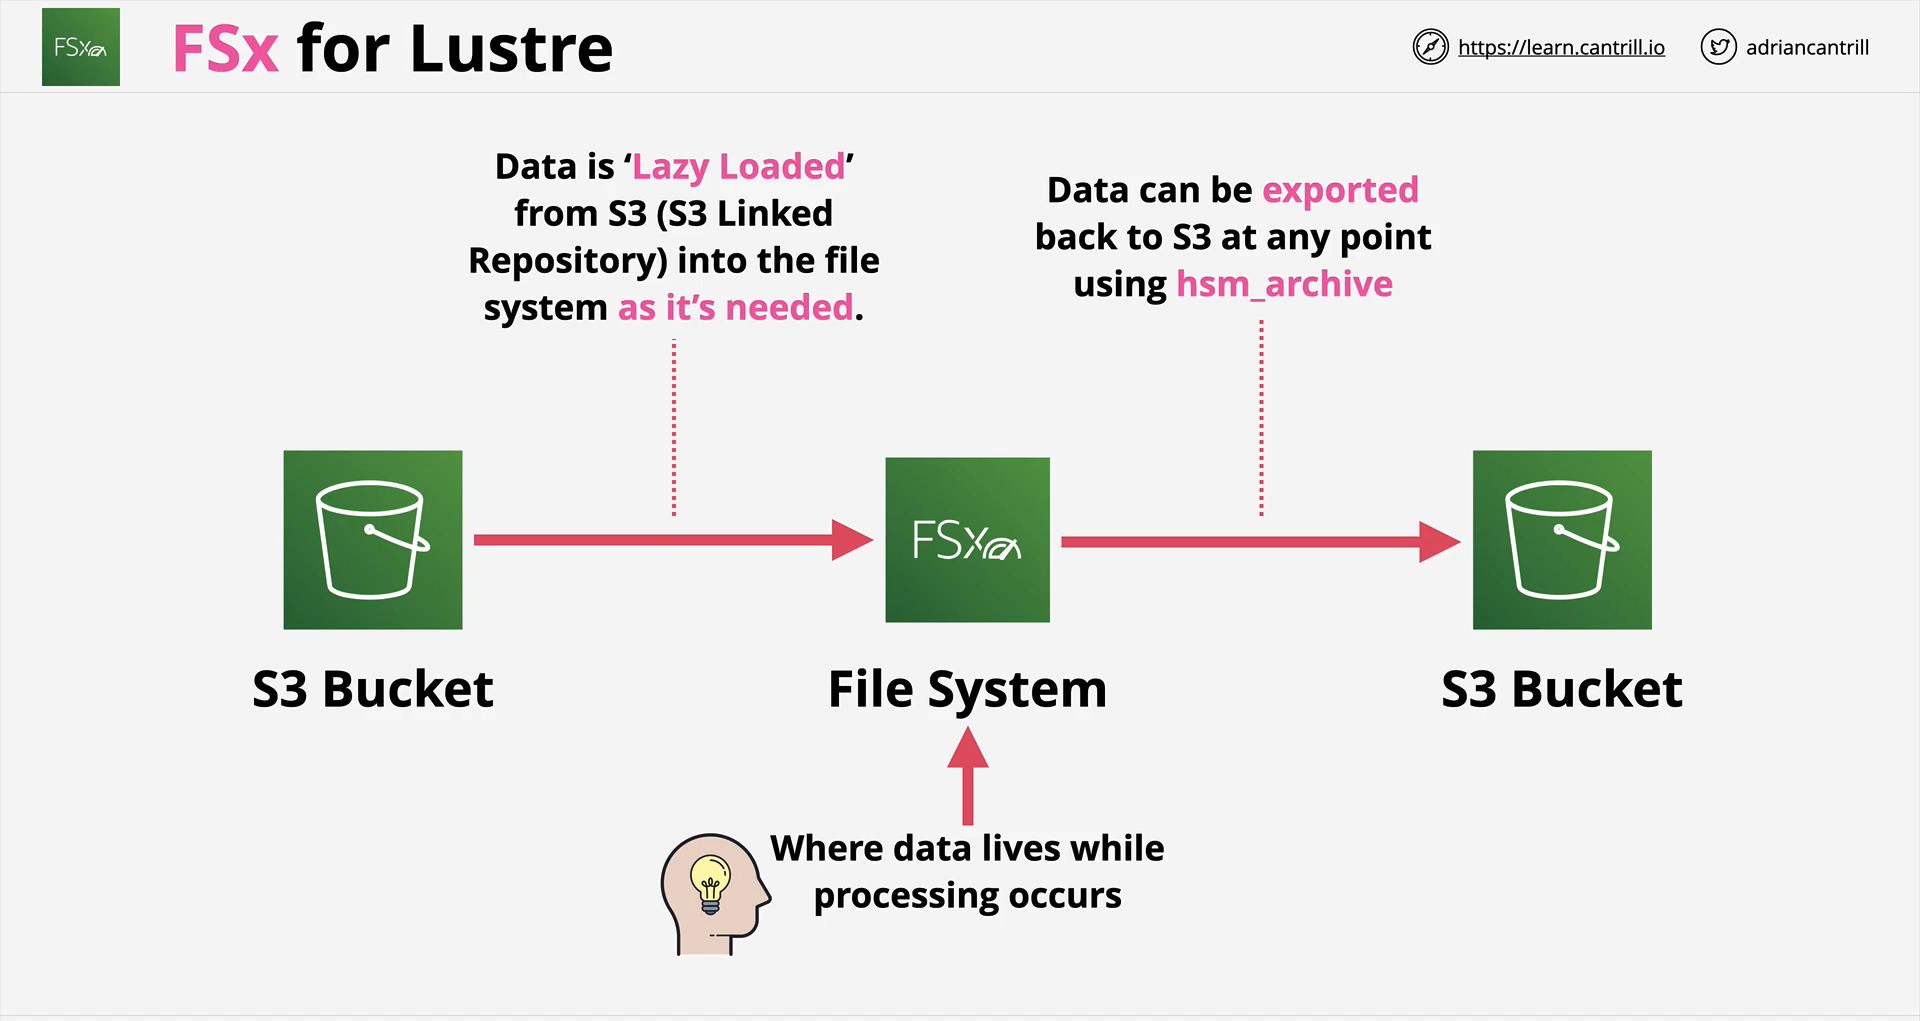 FSx
FSx for Lustre
https://learn.cantrill.io
adriancantrill
Data is ‘Lazy Loaded’
from S3 (S3 Linked
Repository) into the file
system as it’s needed.
Data can be exported
back to S3 at any point
using hsm_archive
FSx
S3 Bucket
File System
S3 Bucket
Where data lives while
processing occurs